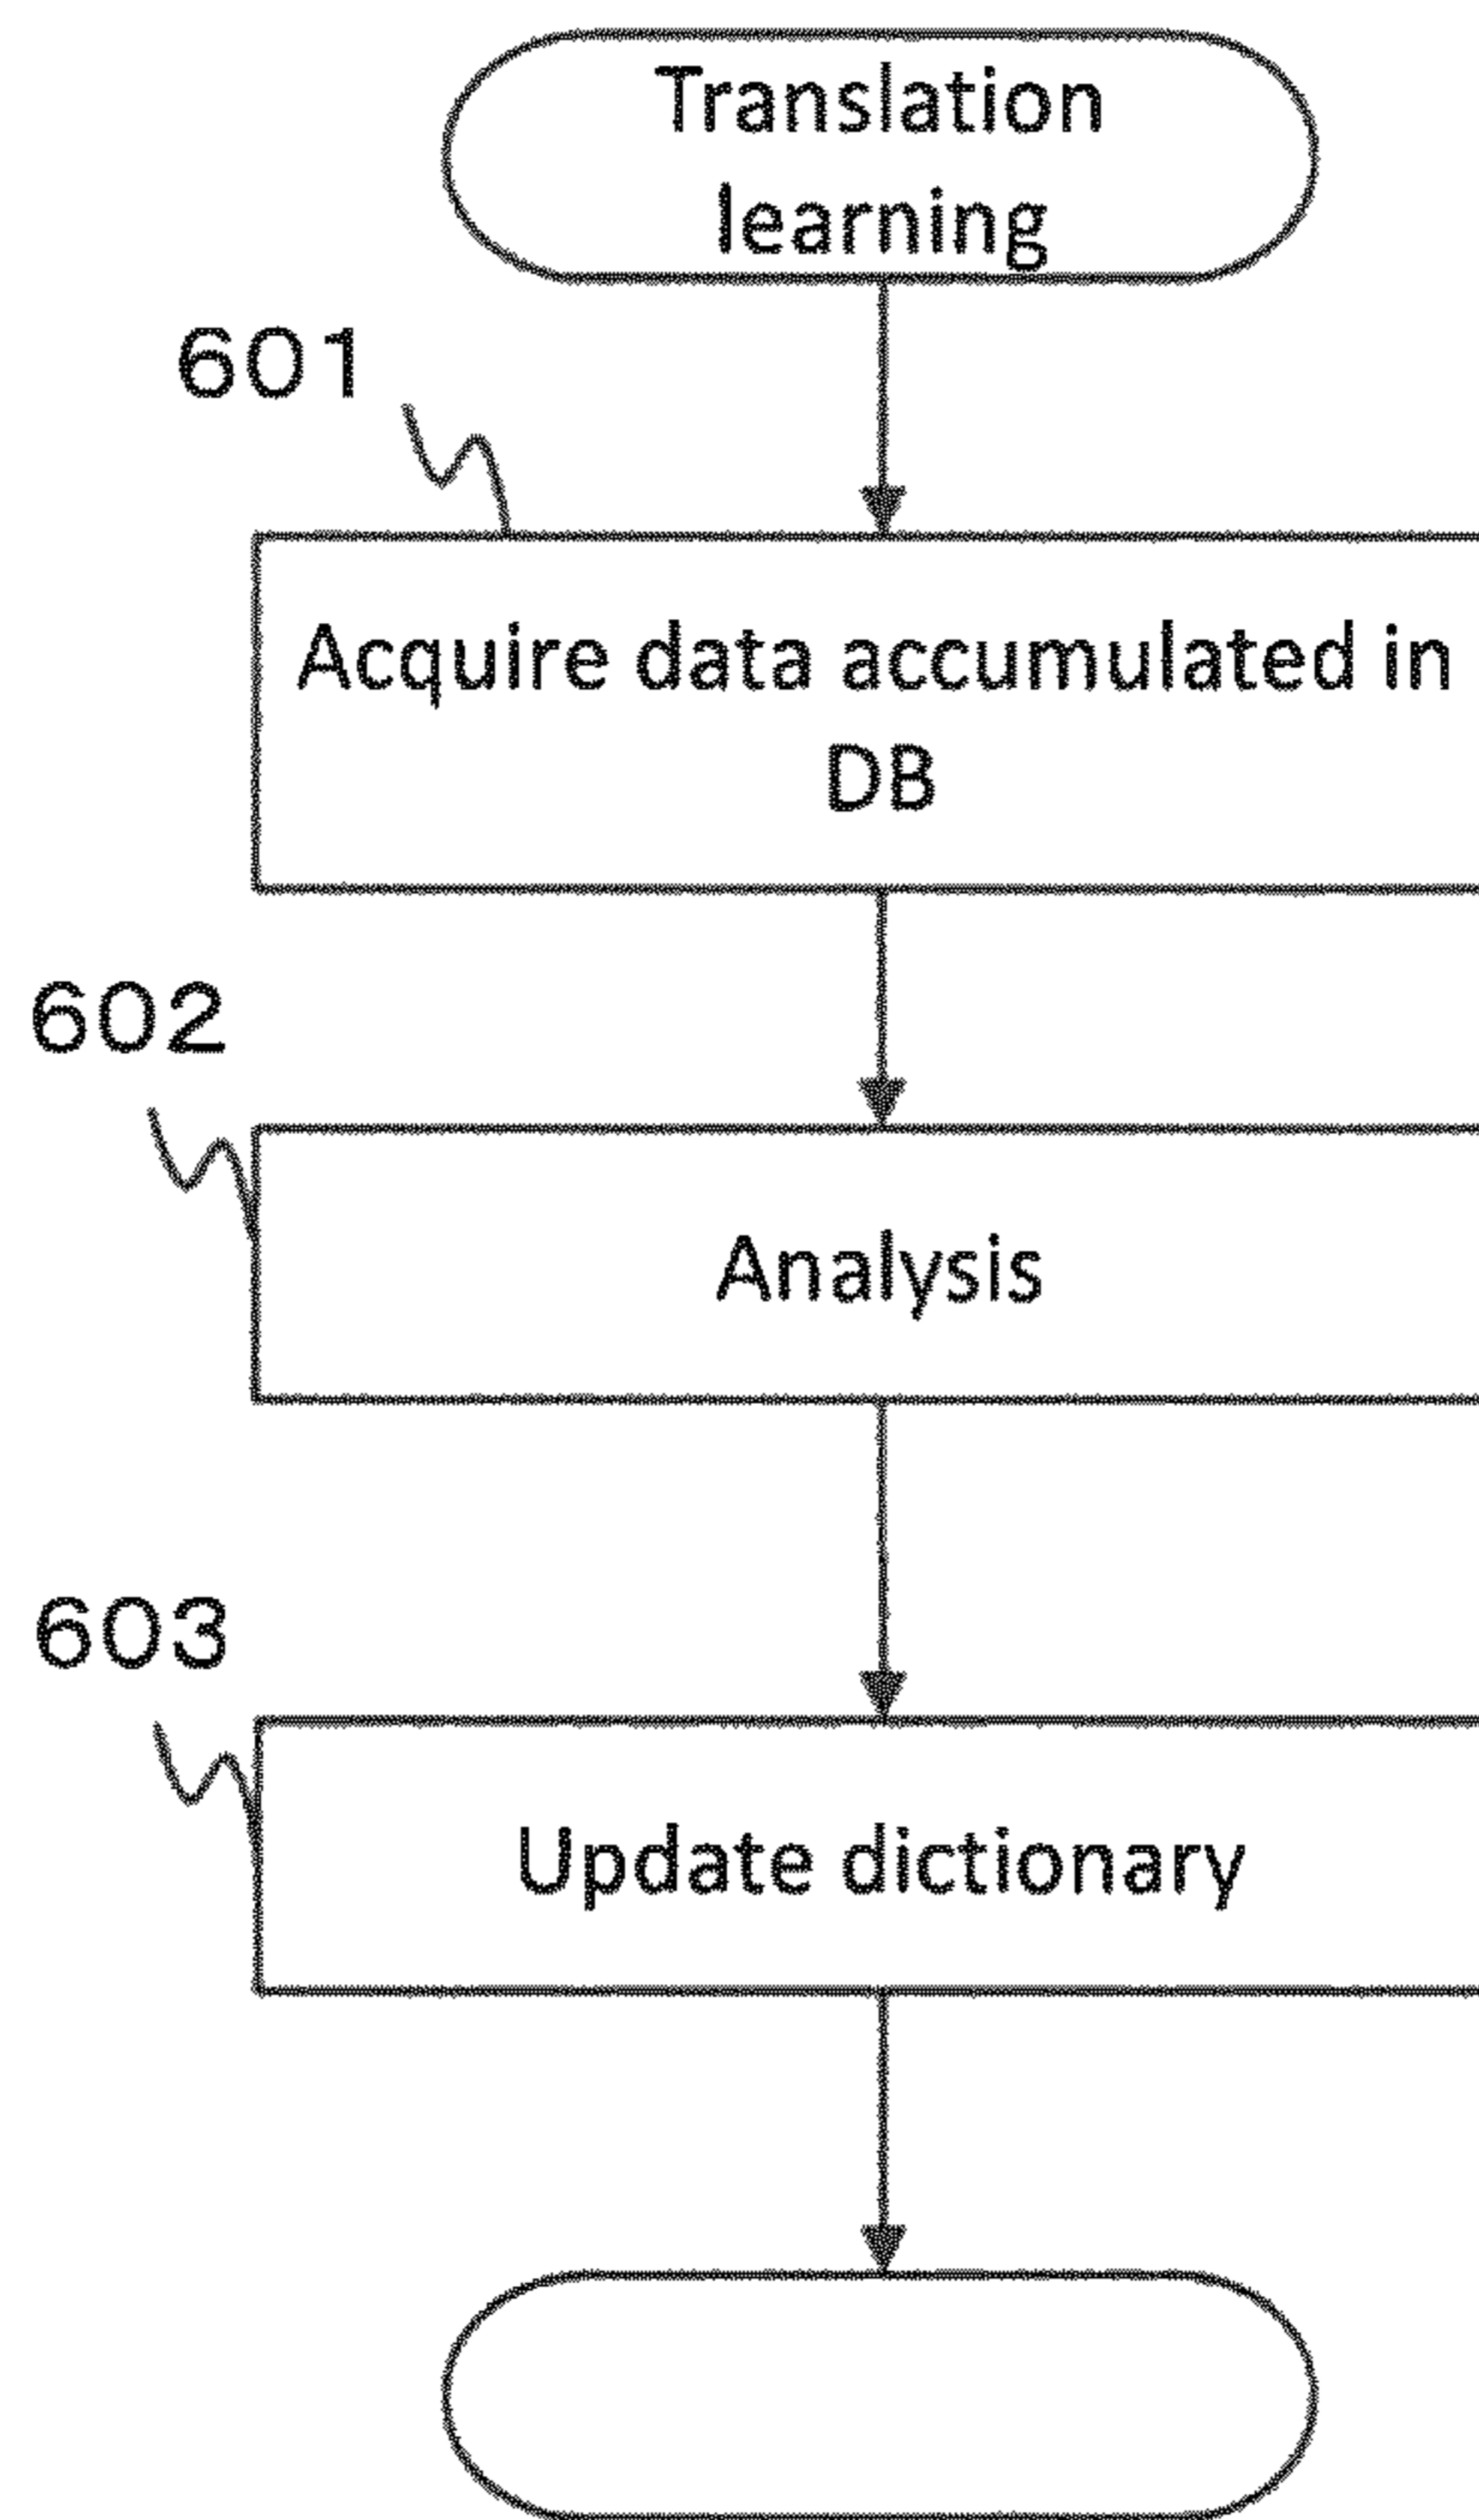 Translation
learning
601
Acquire data accumulated in
DB
602
Analysis
603
Update dictionary